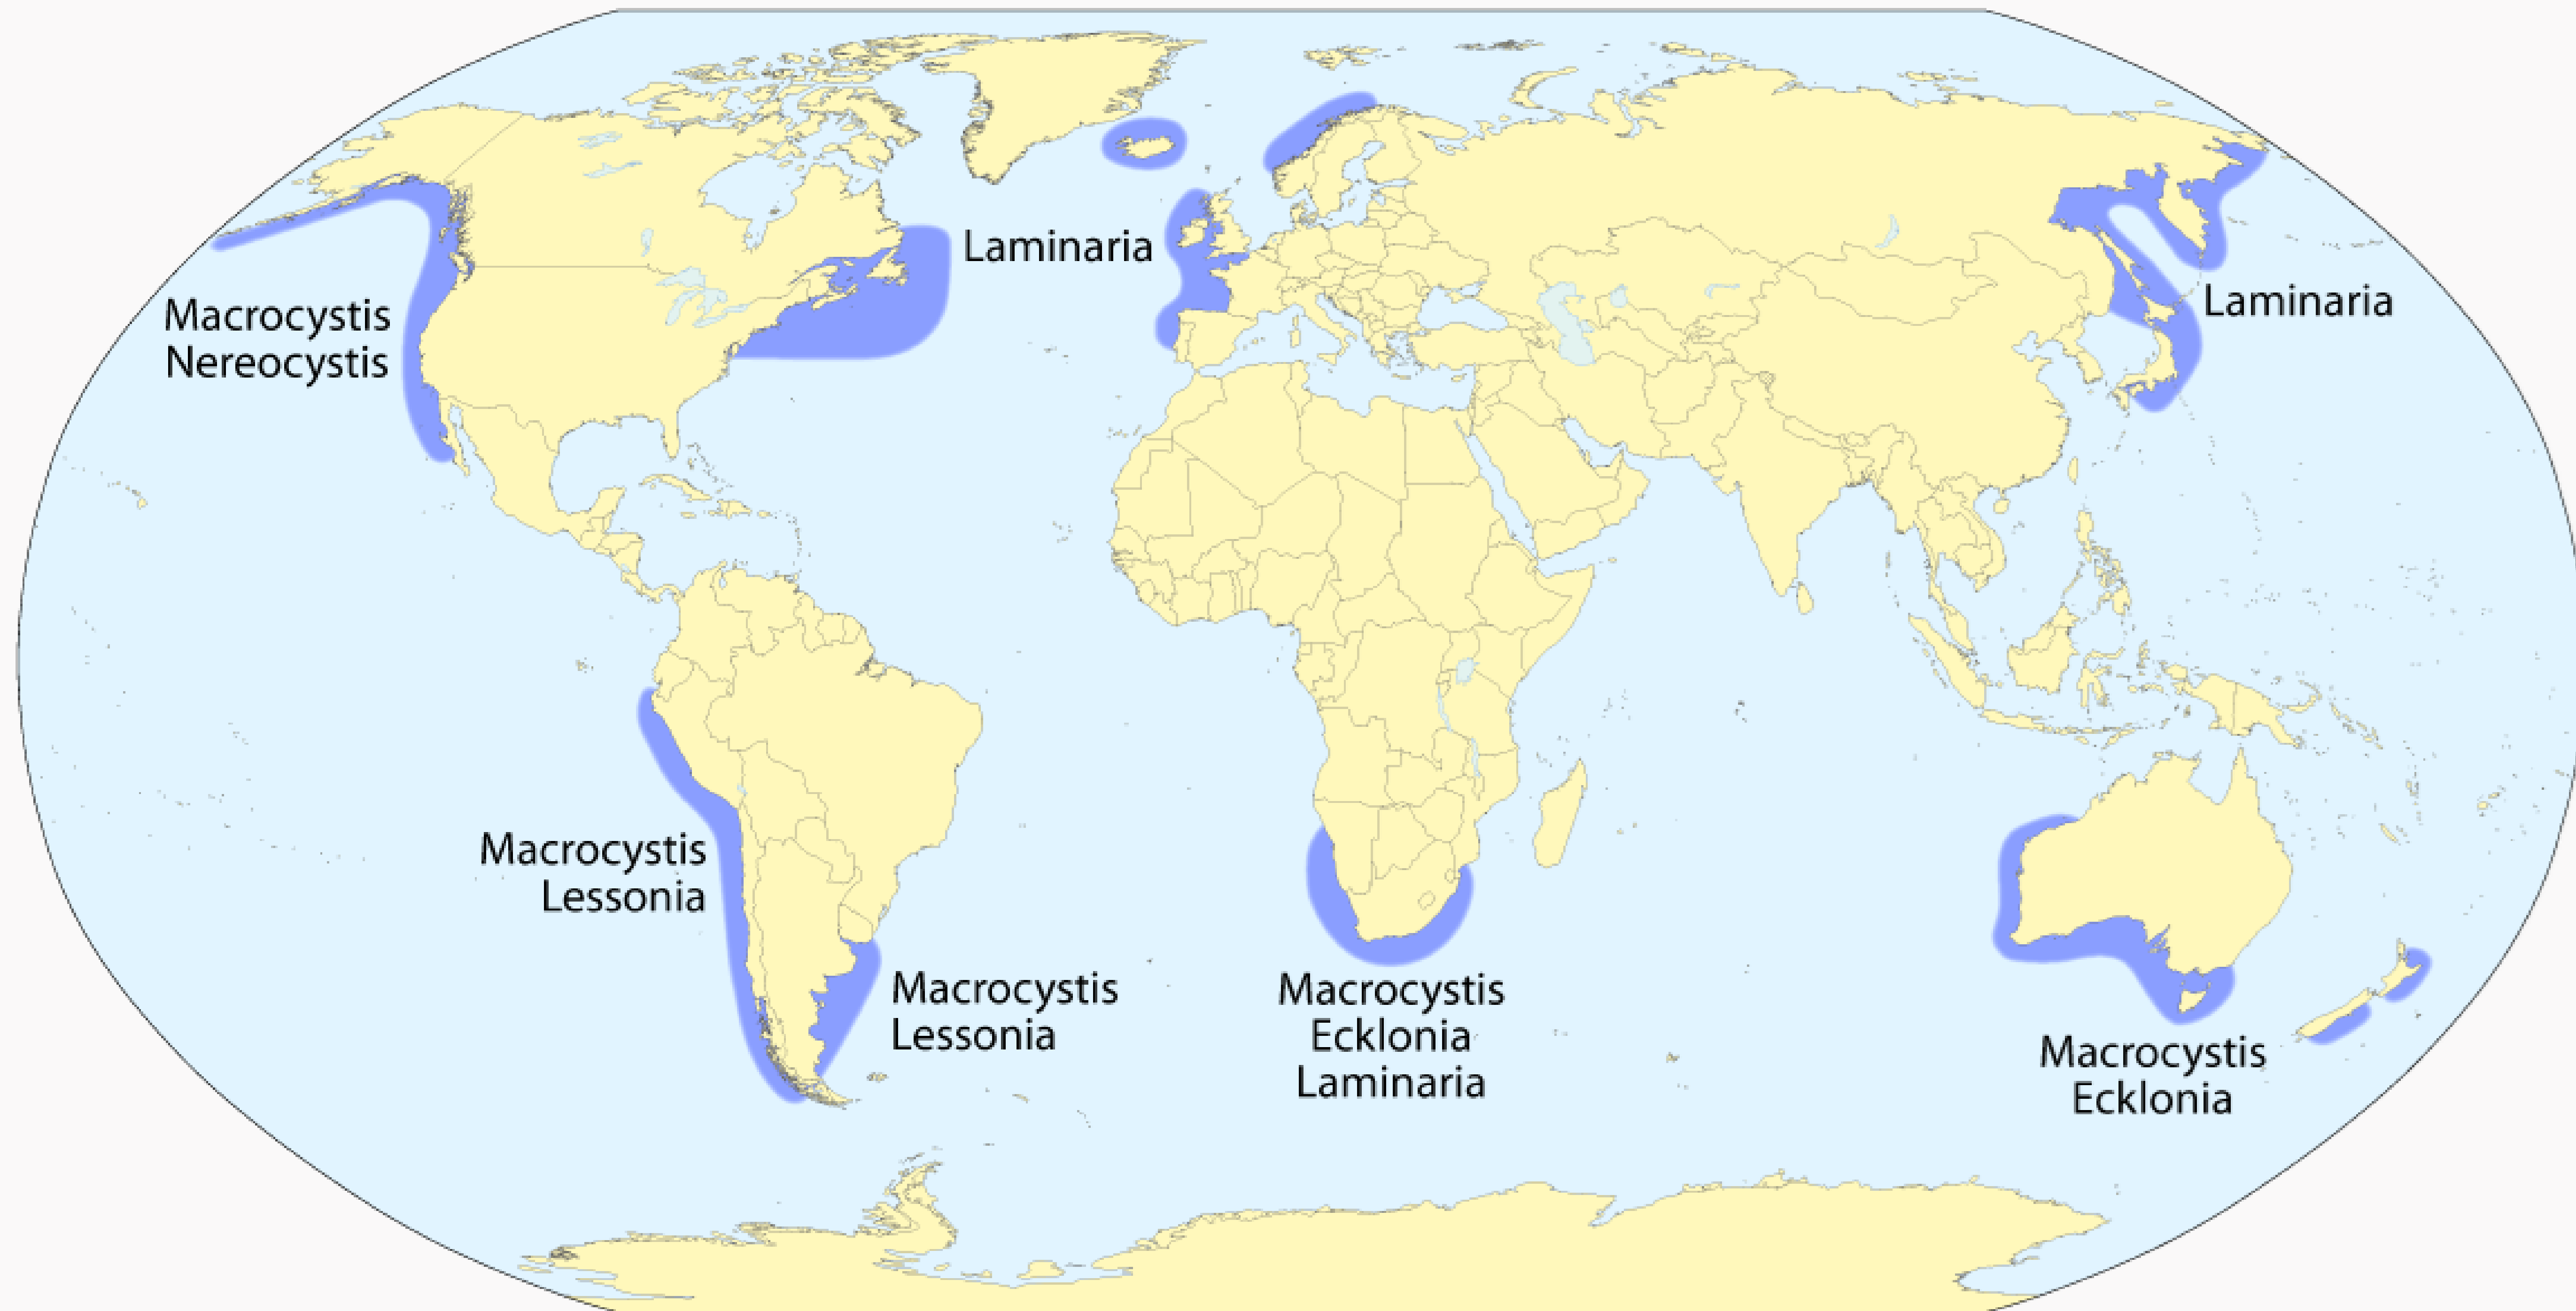 Laminaria
Macrocystis
Nereocystis
Laminaria
Macrocystis
Lessonia
Macrocystis
Lessonia
Macrocystis
Ecklonia
Laminaria
Macrocystis
Ecklonia